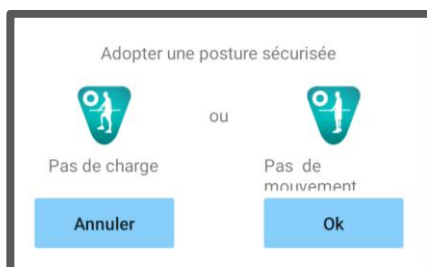 Adopter une posture sécurisée
ou
Pas de charge
Pas de
mouvement
Annuler
Ok